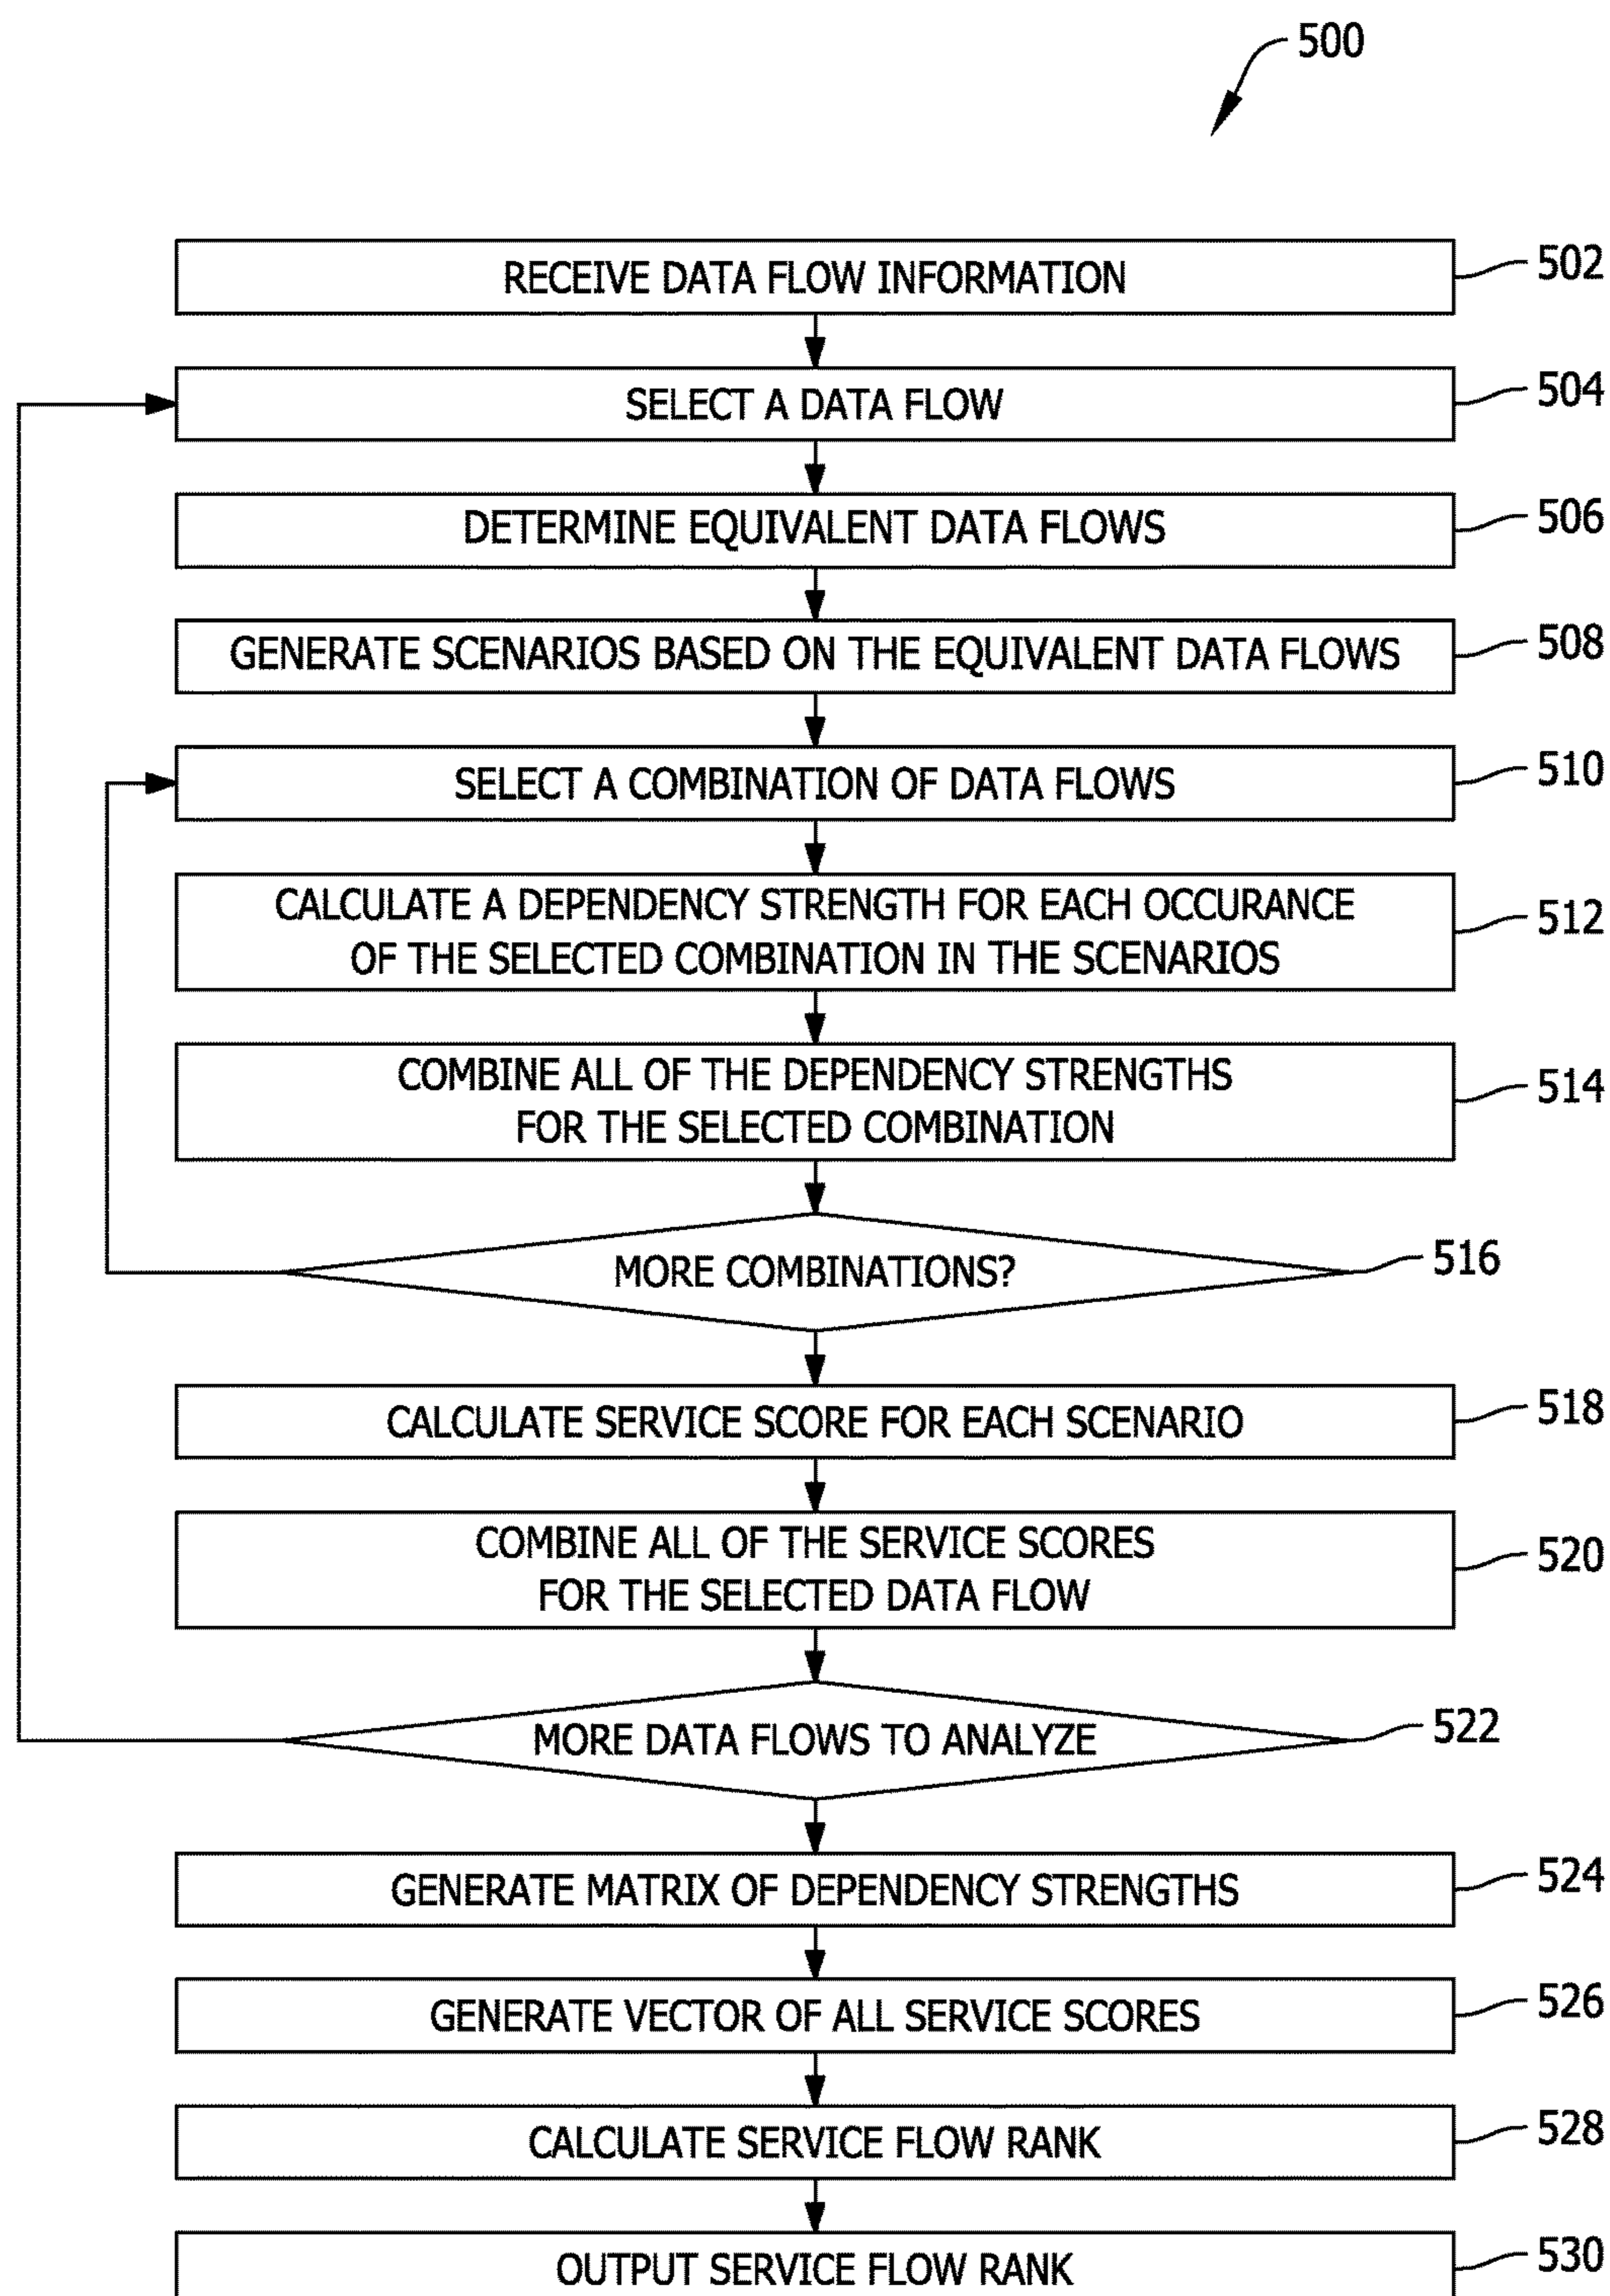 500
RECEIVE DATA FLOW INFORMATION
502
SELECT A DATA FLOW
504
DETERMINE EQUIVALENT DATA FLOWS
506
GENERATE SCENARIOS BASED ON THE EQUIVALENT DATA FLOWS
508
SELECT A COMBINATION OF DATA FLOWS
510
CALCULATE A DEPENDENCY STRENGTH FOR EACH OCCURANCE
OF THE SELECTED COMBINATION IN THE SCENARIOS
512
COMBINE ALL OF THE DEPENDENCY STRENGTHS
FOR THE SELECTED COMBINATION
514
MORE COMBINATIONS?
516
CALCULATE SERVICE SCORE FOR EACH SCENARIO
518
COMBINE ALL OF THE SERVICE SCORES
FOR THE SELECTED DATA FLOW
520
MORE DATA FLOWS TO ANALYZE
522
GENERATE MATRIX OF DEPENDENCY STRENGTHS
524
GENERATE VECTOR OF ALL SERVICE SCORES
526
CALCULATE SERVICE FLOW RANK
528
OUTPUT SERVICE FLOW RANK
530